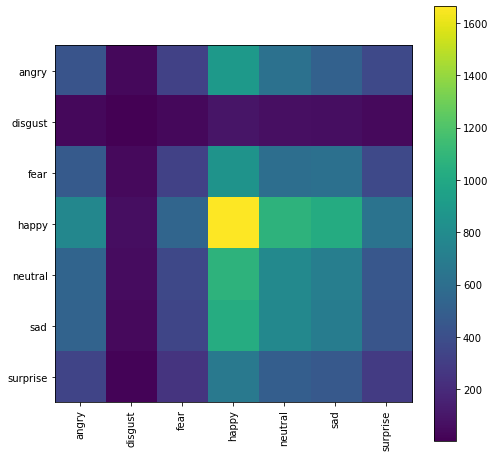 angry
disgust
fear
happy
neutral
sad
surprise
angry
disgust
fear
happy
neutral
sad
surprise
1600
1400
1200
1000
800
600
400
200